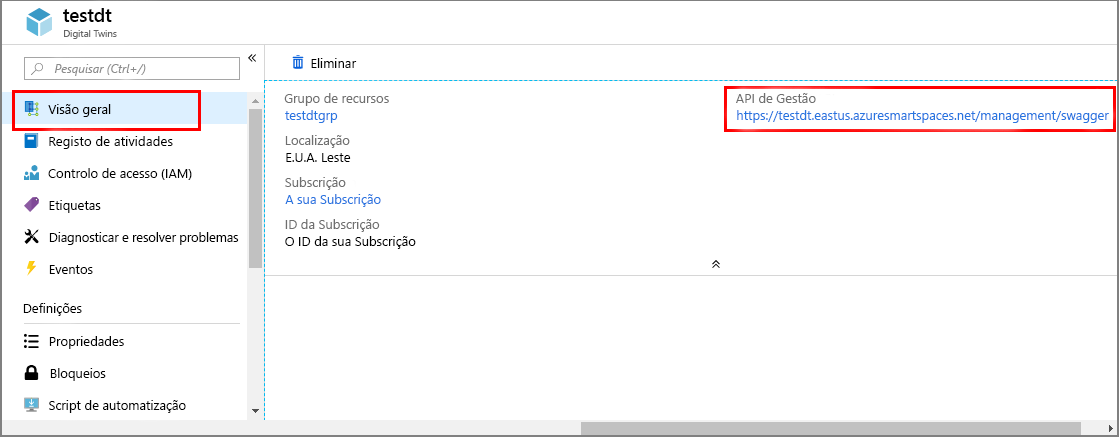 testdt
Digital Twins
Pesquisar (Ctrl+/)
«
Visão geral
Registo de atividades
Controlo de acesso (IAM)
Etiquetas
Diagnosticar e resolver problemas
Eventos
Definições
Propriedades
Bloqueios
Script de automatização
Eliminar
Grupo de recursos
testdtgrp
Localização
E.U.A. Leste
Subscrição
A sua Subscrição
ID da Subscrição
O ID da sua Subscrição
API de Gestão
https://testdt.eastus.azuresmartspaces.net/management/swagger